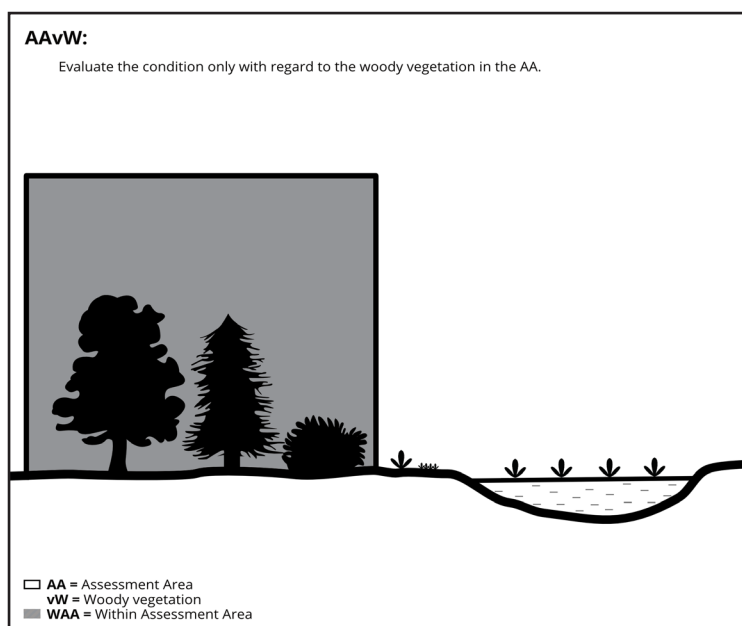 AAvW:
Evaluate the condition only with regard to the woody vegetation in the AA.
AA = Assessment Area
vW = Woody vegetation
WAA = Within Assessment Area